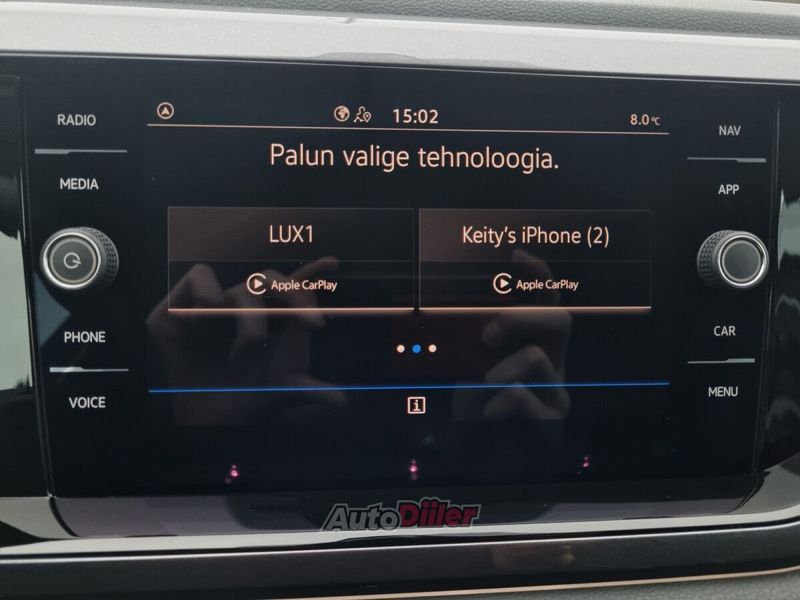 RADIO
MEDIA
PHONE
VOICE
15:02
8.0°C
Palun valige tehnoloogia.
LUX1
Apple CarPlay
Keity's iPhone (2)
Apple CarPlay
i
NAV
APP
CAR
MENU
AutoDiiler